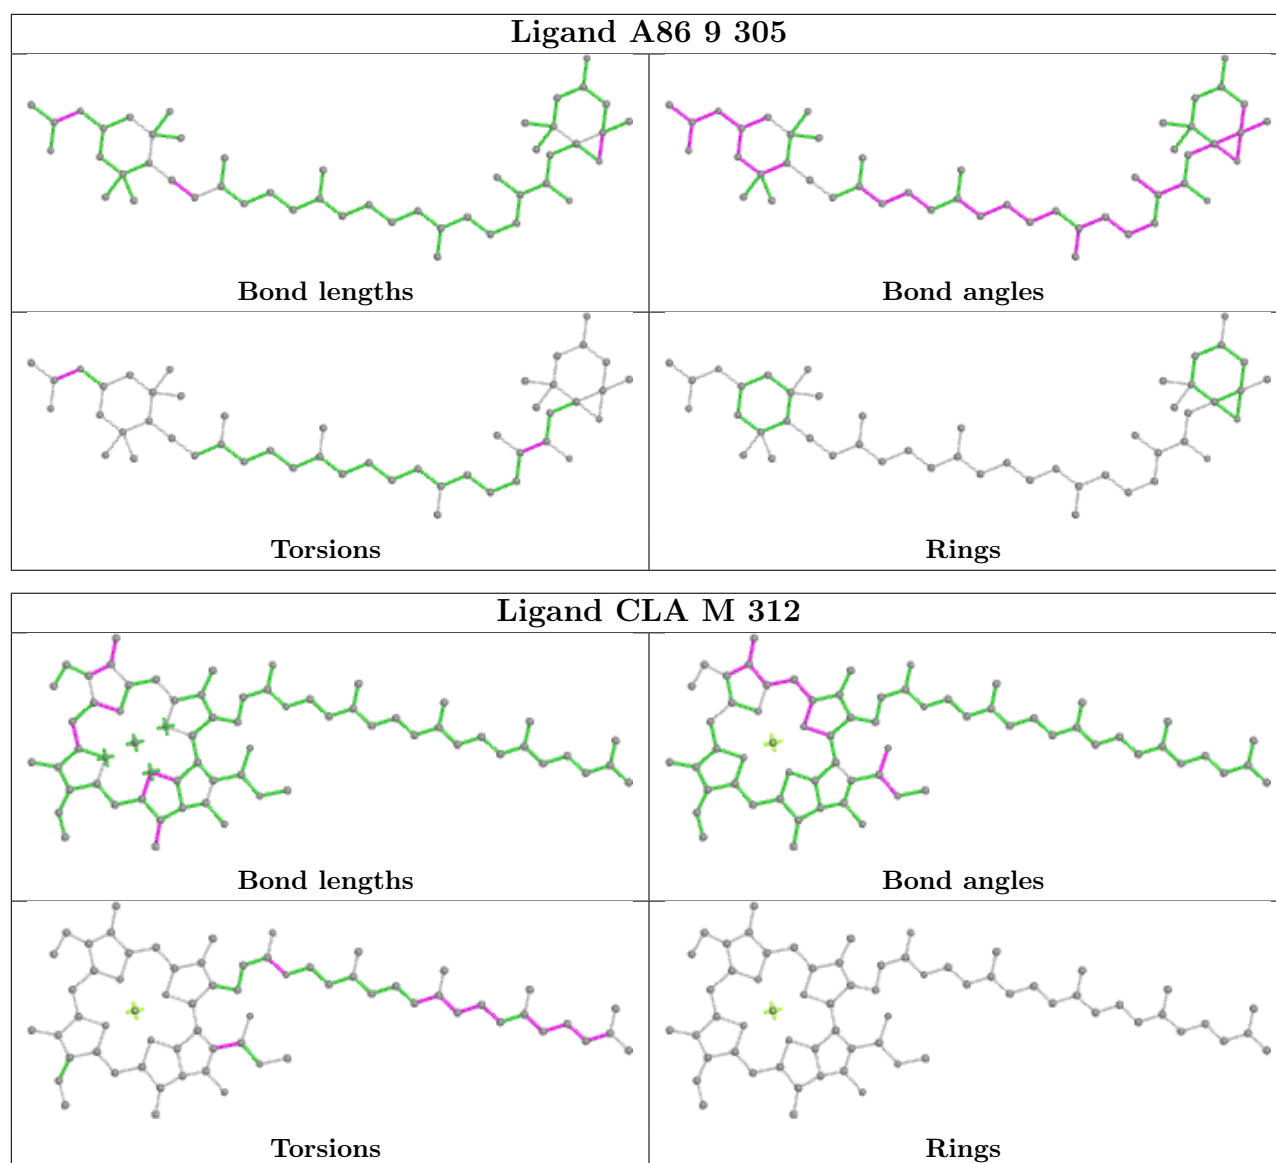 Ligand A86 9 305
Bond lengths
Bond angles
Torsions
Rings
Ligand CLA M 312
Bond lengths
Bond angles
Torsions
Rings